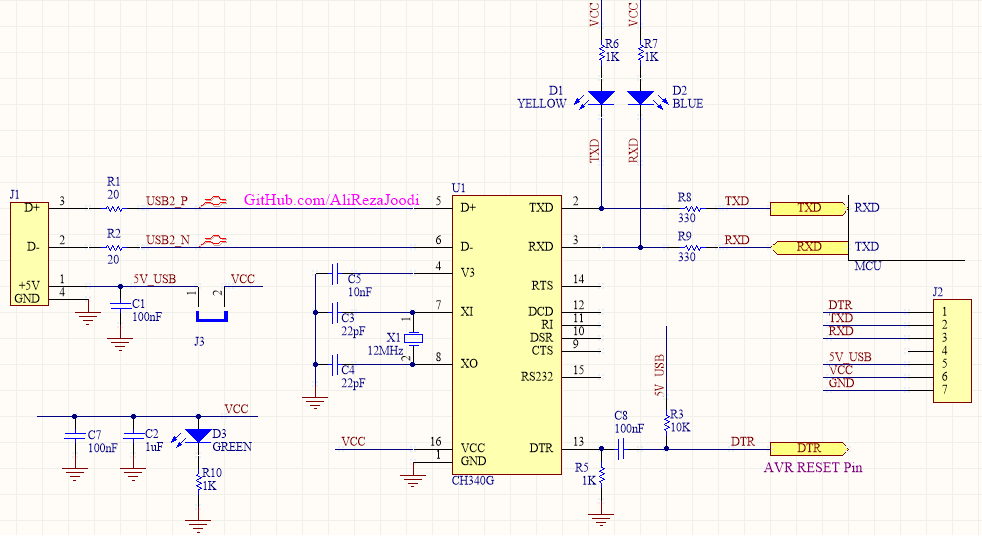 VCC VCC
R6 1K
R7 1K
D1 YELLOW
D2 BLUE
TXD RXD
J1
D+ 3
D- 2
+5V 1
GND 4
R1 20
USB2_P
GitHub.com/AliRezaJoodi
R2 20
USB2_N
5V_USB
VCC
1 2
J3
C1 100nF
U1
5 D+
6 D-
4 V3
7 XI
8 XO
16 VCC
1 GND
TXD 2
RXD 3
RTS 14
DCD 12
RI 11
DSR 10
CTS 9
RS232 15
DTR 13
CH340G
C5 10nF
C3 22pF
C4 22pF
X1 12MHz
1
2
VCC
R8 330
TXD
TXD
RXD
R9 330
RXD
RXD
TXD
MCU
J2
DTR 1
TXD 2
RXD 3
4
5V_USB 5
VCC 6
GND 7
VCC
C7 100nF
C2 1uF
D3 GREEN
R10 1K
5V_USB
C8 100nF
R3 10K
R5 1K
DTR
DTR
AVR RESET Pin